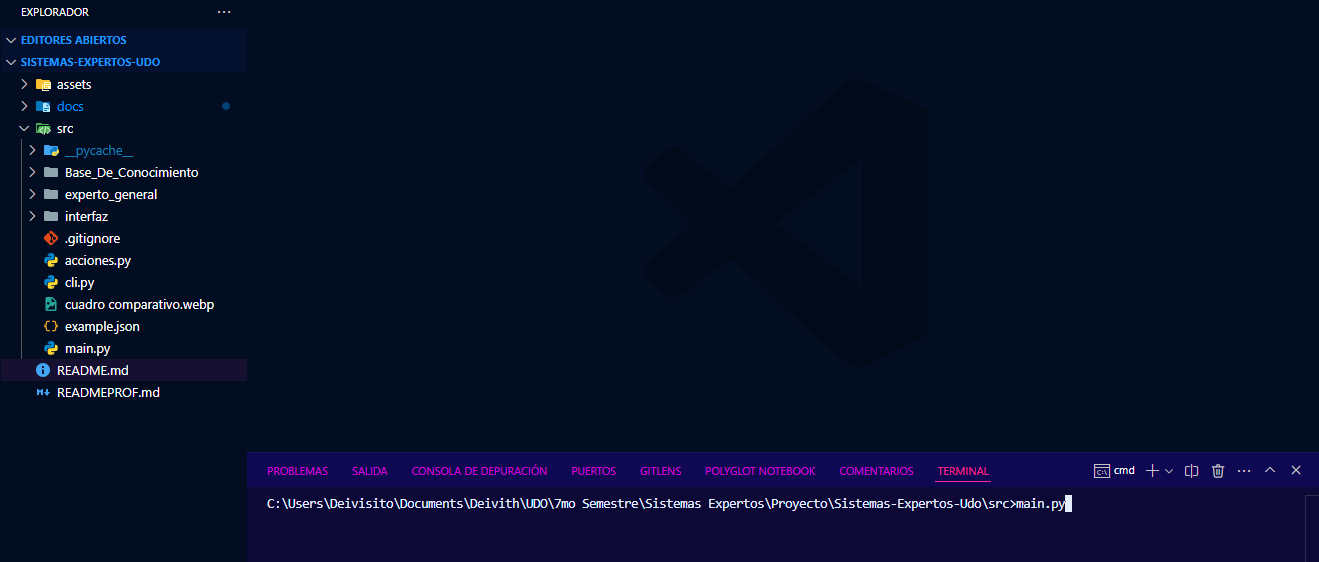 EXPLORADOR
EDITORES ABIERTOS
SISTEMAS-EXPERTOS-UDO
assets
docs
src
__pycache__
Base_De_Conocimiento
experto_general
interfaz
.gitignore
acciones.py
cli.py
cuadro comparativo.webp
example.json
main.py
README.md
READMEPROF.md
PROBLEMAS SALIDA CONSOLA DE DEPURACIÓN PUERTOS GITLENS POLYGLOT NOTEBOOK COMENTARIOS TERMINAL cmd
C:\Users\Deivisito\Documents\Deivith\UDO\7mo Semestre\Sistemas Expertos\Proyecto\Sistemas-Expertos-Udo\src>main.py